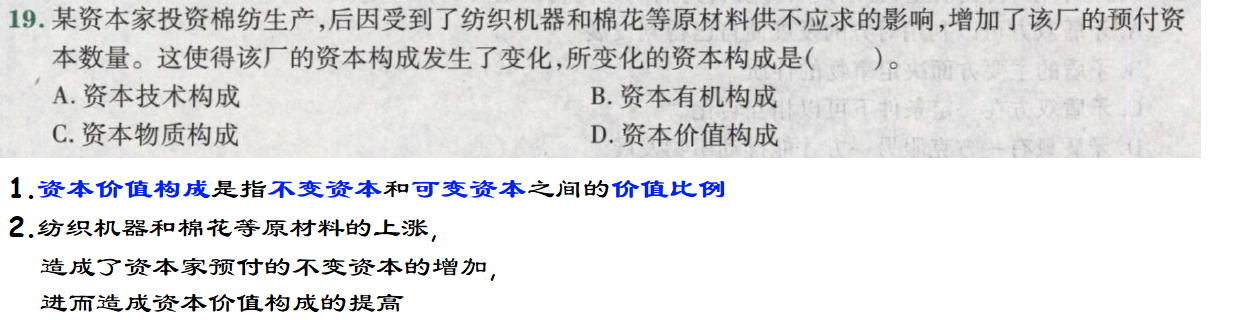 19. 某资本家投资棉纺生产,后因受到了纺织机器和棉花等原材料供不应求的影响,增加了该厂的预付资
本数量。这使得该厂的资本构成发生了变化,所变化的资本构成是( )。
A. 资本技术构成 B. 资本有机构成
C. 资本物质构成 D. 资本价值构成
1.资本价值构成是指不变资本和可变资本之间的价值比例
2.纺织机器和棉花等原材料的上涨,
造成了资本家预付的不变资本的增加,
进而造成资本价值构成的提高